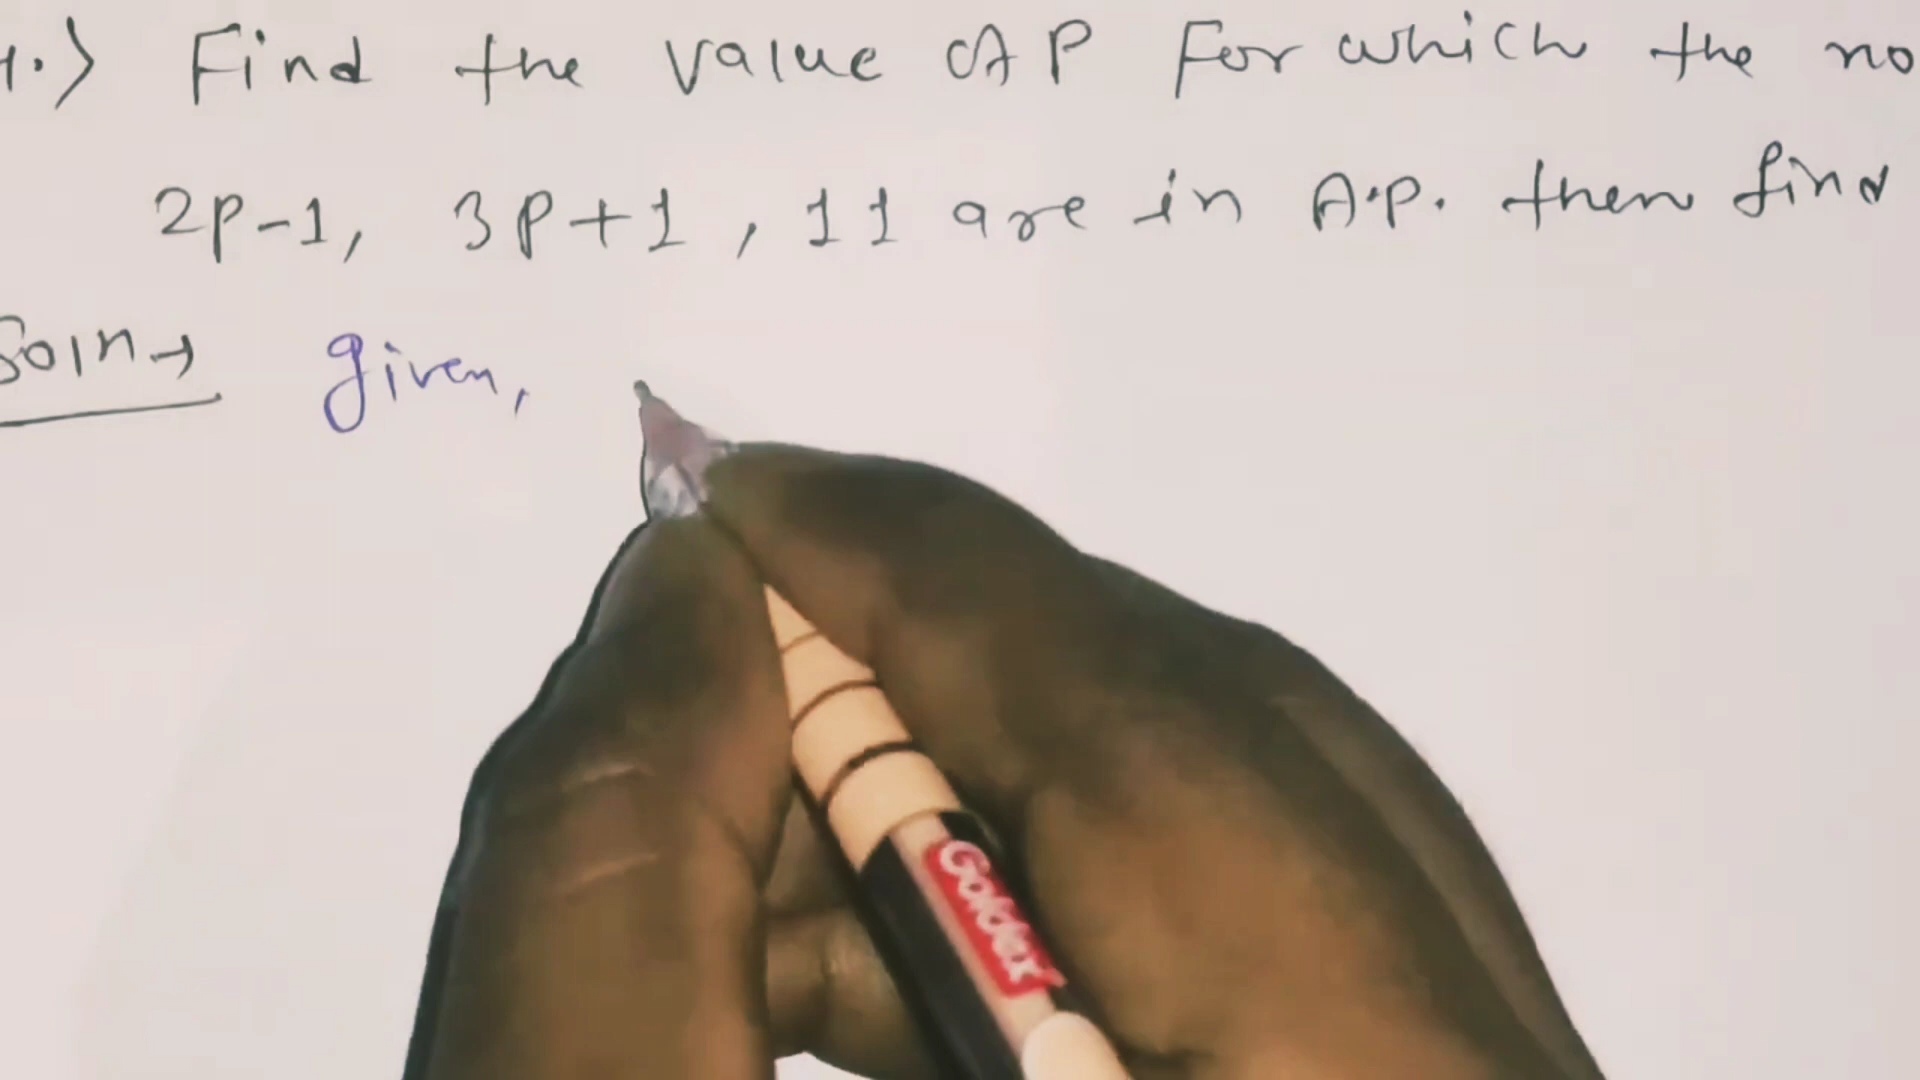 1.) Find the value of P For which the no
2p-1, 3p+1, 11 are in A.P. then find
Soln→ given,
Goldex